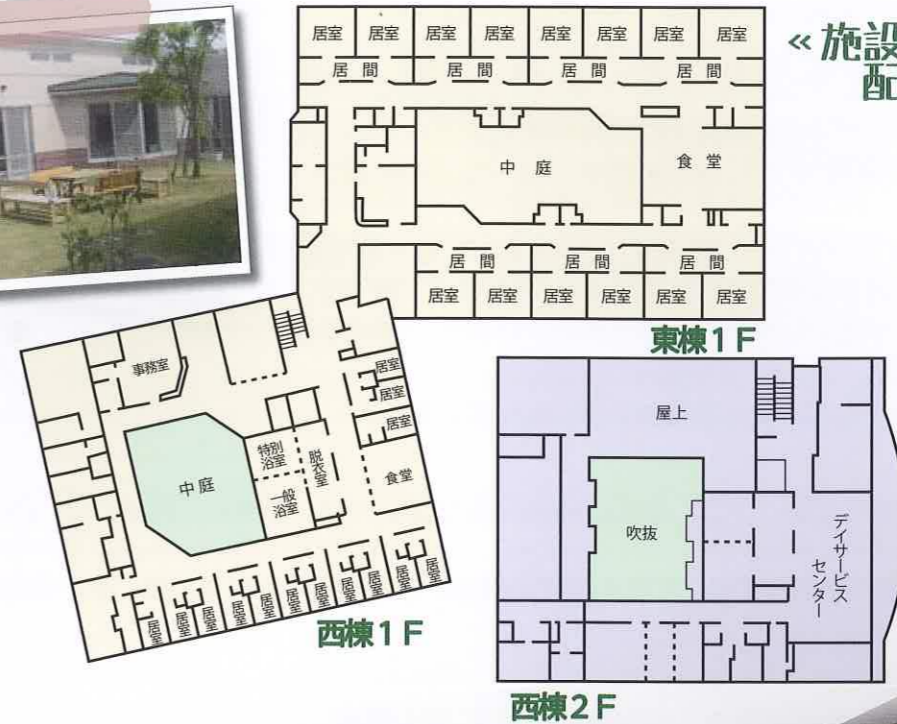 ≪施設
配
居室 居室 居室 居室 居室 居室 居室 居室
居間 居間 居間 居間
中庭
食堂
居間 居間 居間
居室 居室 居室 居室 居室 居室
東棟1F
事務室
居室
居室
居室
特別
浴室
脱衣室
一般
浴室
食堂
中庭
居室 居室 居室 居室 居室 居室 居室 居室 居室 居室 居室
西棟1F
屋上
吹抜
デイサービス
センター
西棟2F